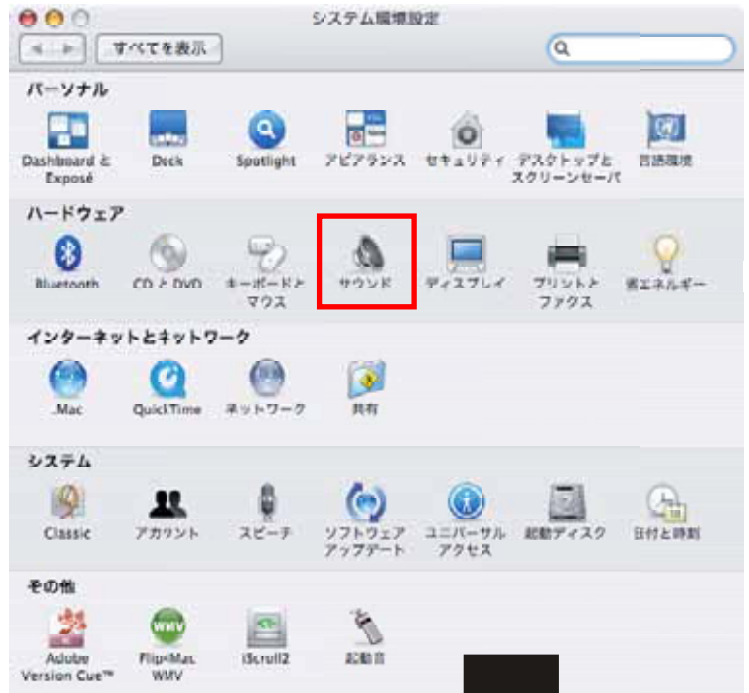 システム環境設定
すべてを表示
パーソナル
Dashboard と Exposé
Dock
Spotlight
アピアランス
セキュリティ
デスクトップと
スクリーンセーバ
言語環境
ハードウェア
Bluetooth
CD と DVD
キーボードと
マウス
サウンド
ディスプレイ
プリントと
ファクス
省エネルギー
インターネットとネットワーク
.Mac
QuickTime
ネットワーク
共有
システム
Classic
アカウント
スピーチ
ソフトウェア
アップデート
ユニバーサル
アクセス
起動ディスク
日付と時刻
その他
Adobe
Version Cue™
Flip4Mac
WMV
iScroll2
起動音